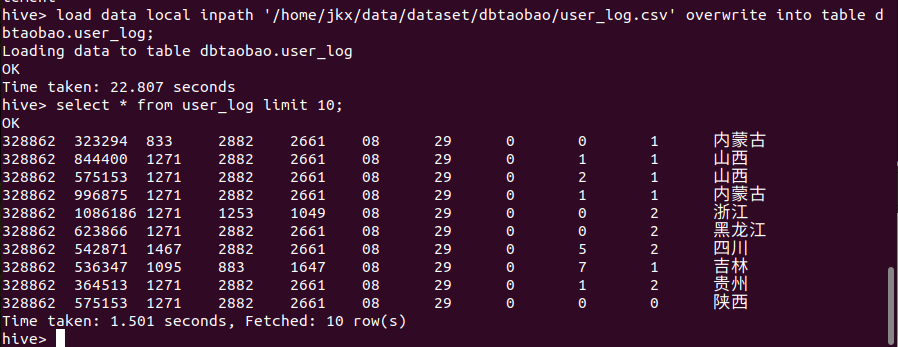 hive> load data local inpath '/home/jkx/data/dataset/dbtaobao/user_log.csv' overwrite into table d
btaobao.user_log;
Loading data to table dbtaobao.user_log
OK
Time taken: 22.807 seconds
hive> select * from user_log limit 10;
OK
328862 323294 833 2882 2661 08 29 0 0 1 内蒙古
328862 844400 1271 2882 2661 08 29 0 1 1 山西
328862 575153 1271 2882 2661 08 29 0 2 1 山西
328862 996875 1271 2882 2661 08 29 0 1 1 内蒙古
328862 1086186 1271 1253 1049 08 29 0 0 2 浙江
328862 623866 1271 2882 2661 08 29 0 0 2 黑龙江
328862 542871 1467 2882 2661 08 29 0 5 2 四川
328862 536347 1095 883 1647 08 29 0 7 1 吉林
328862 364513 1271 2882 2661 08 29 0 1 2 贵州
328862 575153 1271 2882 2661 08 29 0 0 0 陕西
Time taken: 1.501 seconds, Fetched: 10 row(s)
hive>